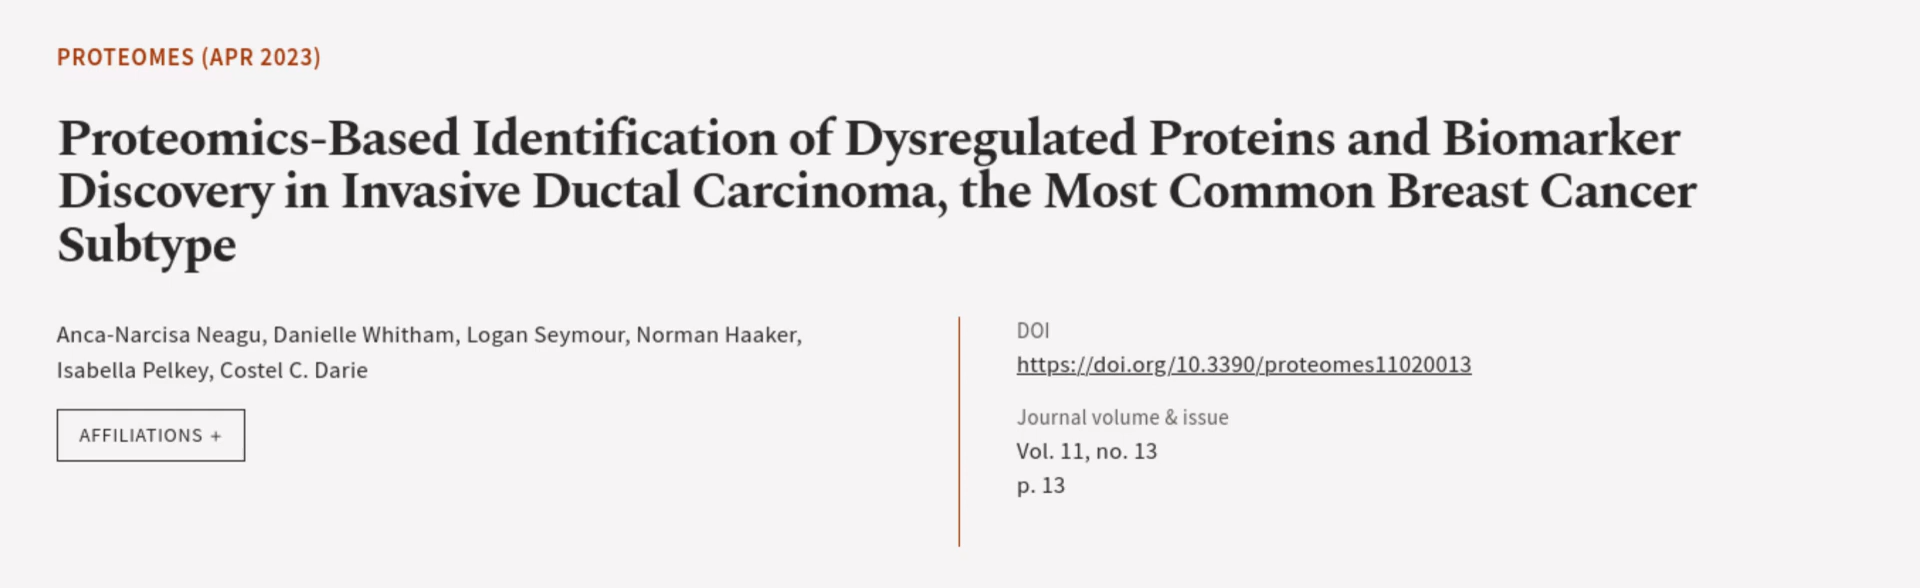 PROTEOMES (APR 2023)
Proteomics-Based Identification of Dysregulated Proteins and Biomarker
Discovery in Invasive Ductal Carcinoma, the Most Common Breast Cancer
Subtype
Anca-Narcisa Neagu, Danielle Whitham, Logan Seymour, Norman Haaker,
Isabella Pelkey, Costel C. Darie
AFFILIATIONS +
DOI
https://doi.org/10.3390/proteomes11020013
Journal volume & issue
Vol. 11, no. 13
p. 13